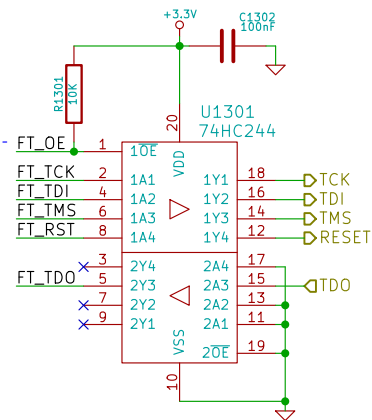 +3.3V
C1302
100nF
R1301
10K
U1301
74HC244
20
VDD
FT_OE 1 1OE
FT_TCK 2 1A1 1Y1 18 TCK
FT_TDI 4 1A2 1Y2 16 TDI
FT_TMS 6 1A3 1Y3 14 TMS
FT_RST 8 1A4 1Y4 12 RESET
3 2Y4 2A4 17
FT_TDO 5 2Y3 2A3 15 TDO
7 2Y2 2A2 13
9 2Y1 2A1 11
VSS 2OE 19
10